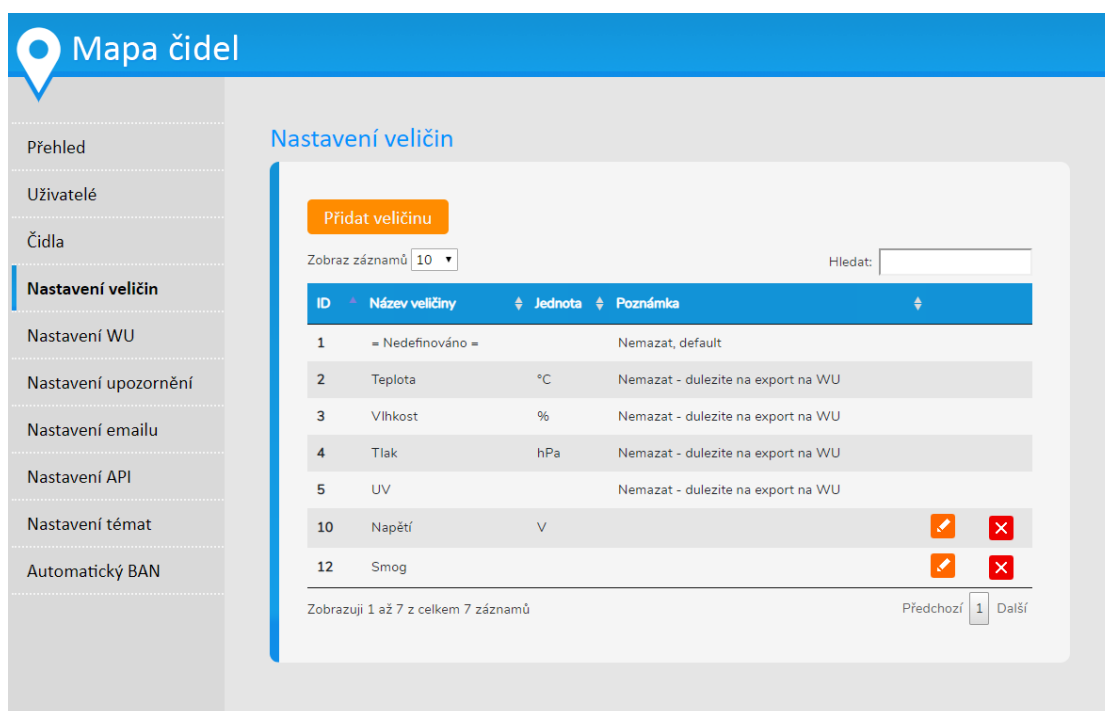 Mapa čidel
Přehled
Uživatelé
Čidla
Nastavení veličin
Nastavení WU
Nastavení upozornění
Nastavení emailu
Nastavení API
Nastavení témat
Automatický BAN
Nastavení veličin
Přidat veličinu
Zobraz záznamů 10 Hledat:
ID Název veličiny Jednota Poznámka
1 = Nedefinováno = Nemazat, default
2 Teplota °C Nemazat - dulezite na export na WU
3 Vlhkost % Nemazat - dulezite na export na WU
4 Tlak hPa Nemazat - dulezite na export na WU
5 UV Nemazat - dulezite na export na WU
10 Napětí V
12 Smog
Zobrazuji 1 až 7 z celkem 7 záznamů Předchozí 1 Další